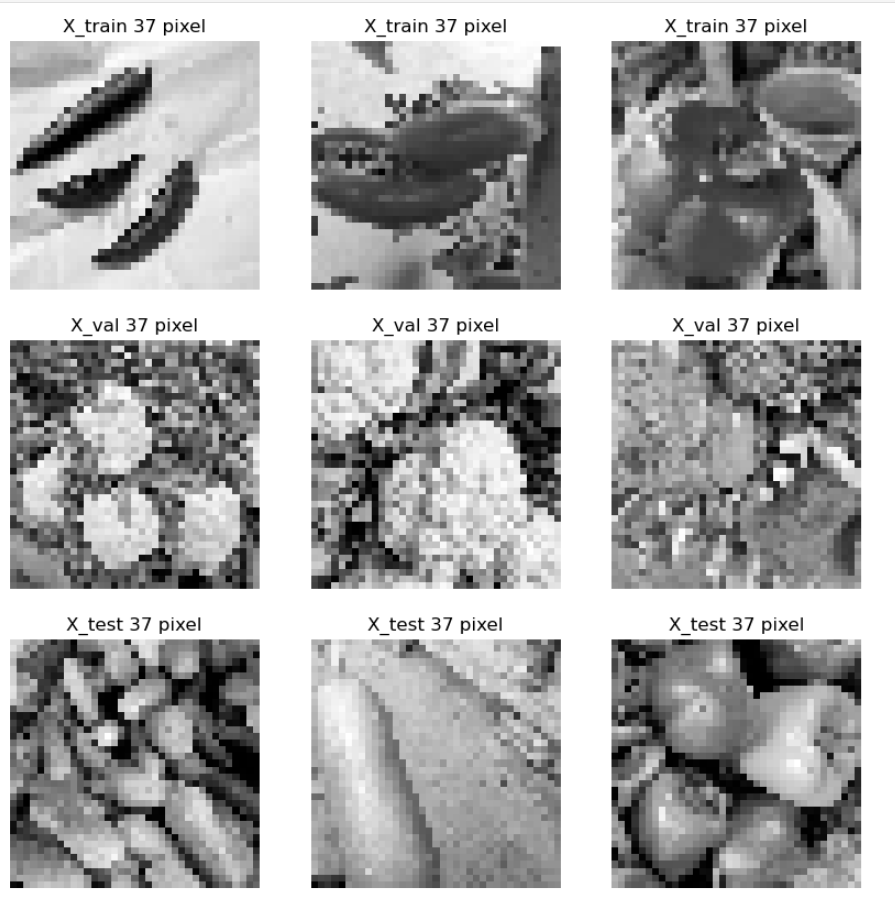 X_train 37 pixel X_train 37 pixel X_train 37 pixel
X_val 37 pixel X_val 37 pixel X_val 37 pixel
X_test 37 pixel X_test 37 pixel X_test 37 pixel